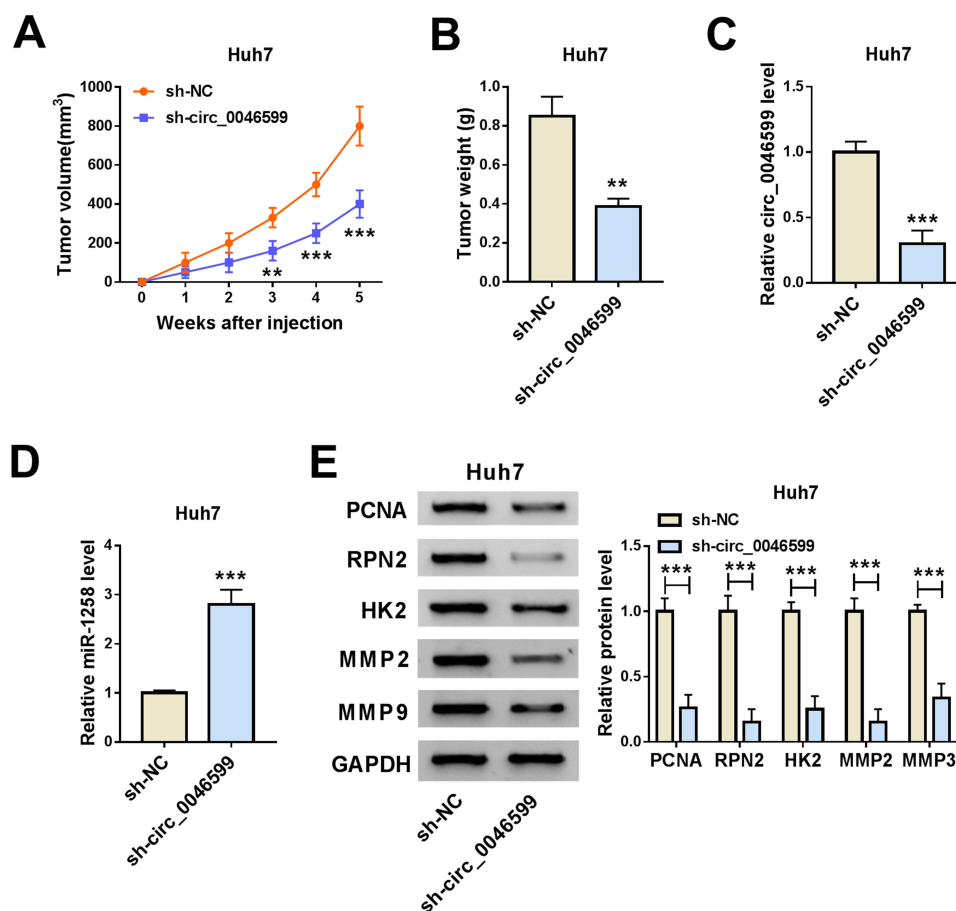 A
Huh7
sh-NC
sh-circ_0046599
Tumor volume(mm³)
1000
800
600
400
200
0
** *** ***
0 1 2 3 4 5
Weeks after injection
B
Huh7
Tumor weight (g)
1.0
0.8
0.6
0.4
0.2
0.0
**
sh-NC
sh-circ_0046599
C
Huh7
Relative circ_0046599 level
1.5
1.0
0.5
0.0
***
sh-NC
sh-circ_0046599
D
Huh7
Relative miR-1258 level
4
3
2
1
0
***
sh-NC
sh-circ_0046599
E
Huh7
PCNA
RPN2
HK2
MMP2
MMP9
GAPDH
sh-NC
sh-circ_0046599
Huh7
sh-NC
sh-circ_0046599
Relative protein level
1.5
1.0
0.5
0.0
*** *** *** *** ***
PCNA RPN2 HK2 MMP2 MMP3